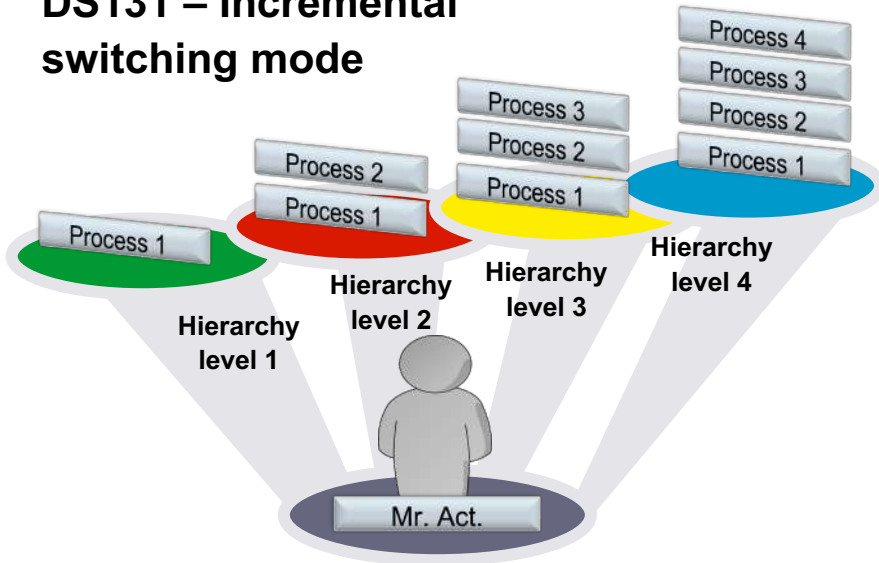 DS131 – Incremental
switching mode
Process 4
Process 3
Process 2
Process 1
Process 3
Process 2
Process 1
Process 2
Process 1
Process 1
Hierarchy
level 1
Hierarchy
level 2
Hierarchy
level 3
Hierarchy
level 4
Mr. Act.